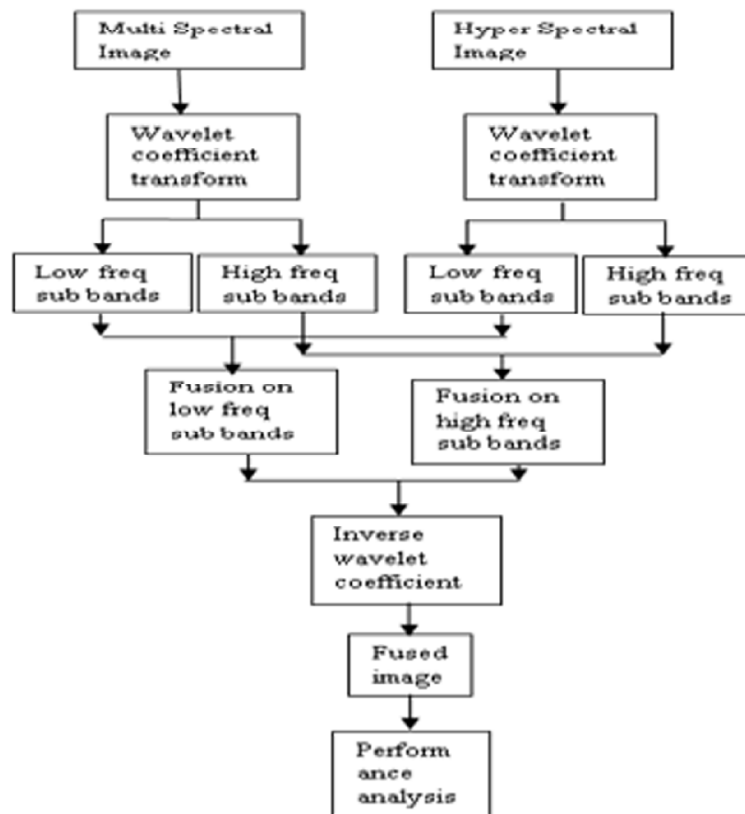 Multi Spectral
Image
Hyper Spectral
Image
Wavelet
coefficient
transform
Wavelet
coefficient
transform
Low freq
sub bands
High freq
sub bands
Low freq
sub bands
High freq
sub bands
Fusion on
low freq
sub bands
Fusion on
high freq
sub bands
Inverse
wavelet
coefficient
Fused
image
Perform
ance
analysis